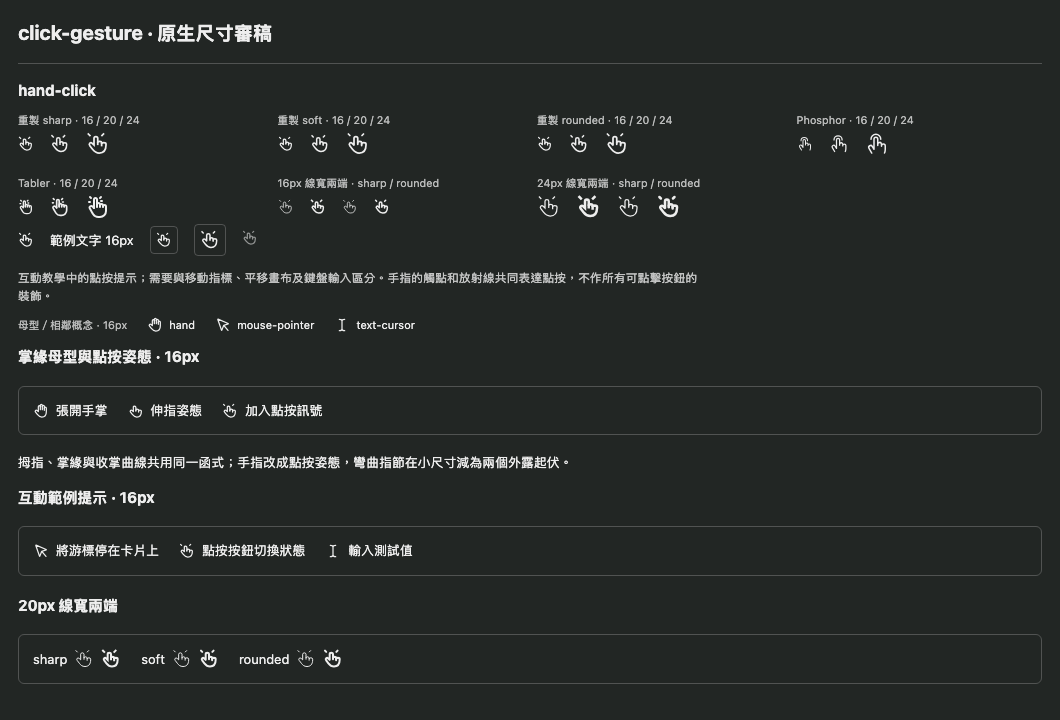 click-gesture · 原生尺寸審稿
hand-click
重製 sharp · 16 / 20 / 24
重製 soft · 16 / 20 / 24
重製 rounded · 16 / 20 / 24
Phosphor · 16 / 20 / 24
Tabler · 16 / 20 / 24
16px 線寬兩端 · sharp / rounded
24px 線寬兩端 · sharp / rounded
範例文字 16px
互動教學中的點按提示；需要與移動指標、平移畫布及鍵盤輸入區分。手指的觸點和放射線共同表達點按，不作所有可點擊按鈕的
裝飾。
母型 / 相鄰概念 · 16px hand mouse-pointer text-cursor
掌緣母型與點按姿態 · 16px
張開手掌 伸指姿態 加入點按訊號
拇指、掌緣與收掌曲線共用同一函式；手指改成點按姿態，彎曲指節在小尺寸減為兩個外露起伏。
互動範例提示 · 16px
將游標停在卡片上 點按按鈕切換狀態 輸入測試值
20px 線寬兩端
sharp soft rounded